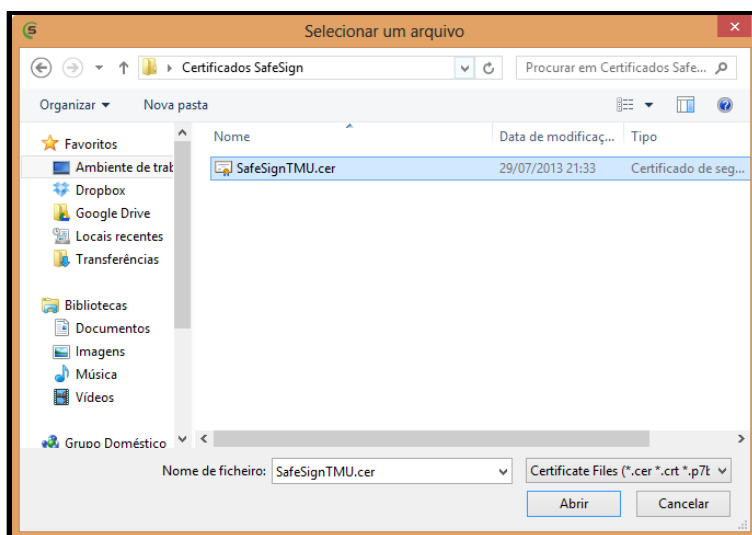 Selecionar um arquivo
Certificados SafeSign
Procurar em Certificados Safe...
Organizar
Nova pasta
Favoritos
Ambiente de trab
Dropbox
Google Drive
Locais recentes
Transferências
Bibliotecas
Documentos
Imagens
Música
Vídeos
Grupo Doméstico
Nome
Data de modificaç...
Tipo
SafeSignTMU.cer
29/07/2013 21:33
Certificado de seg...
Nome de ficheiro:
SafeSignTMU.cer
Certificate Files (*.cer *.crt *.p7b
Abrir
Cancelar